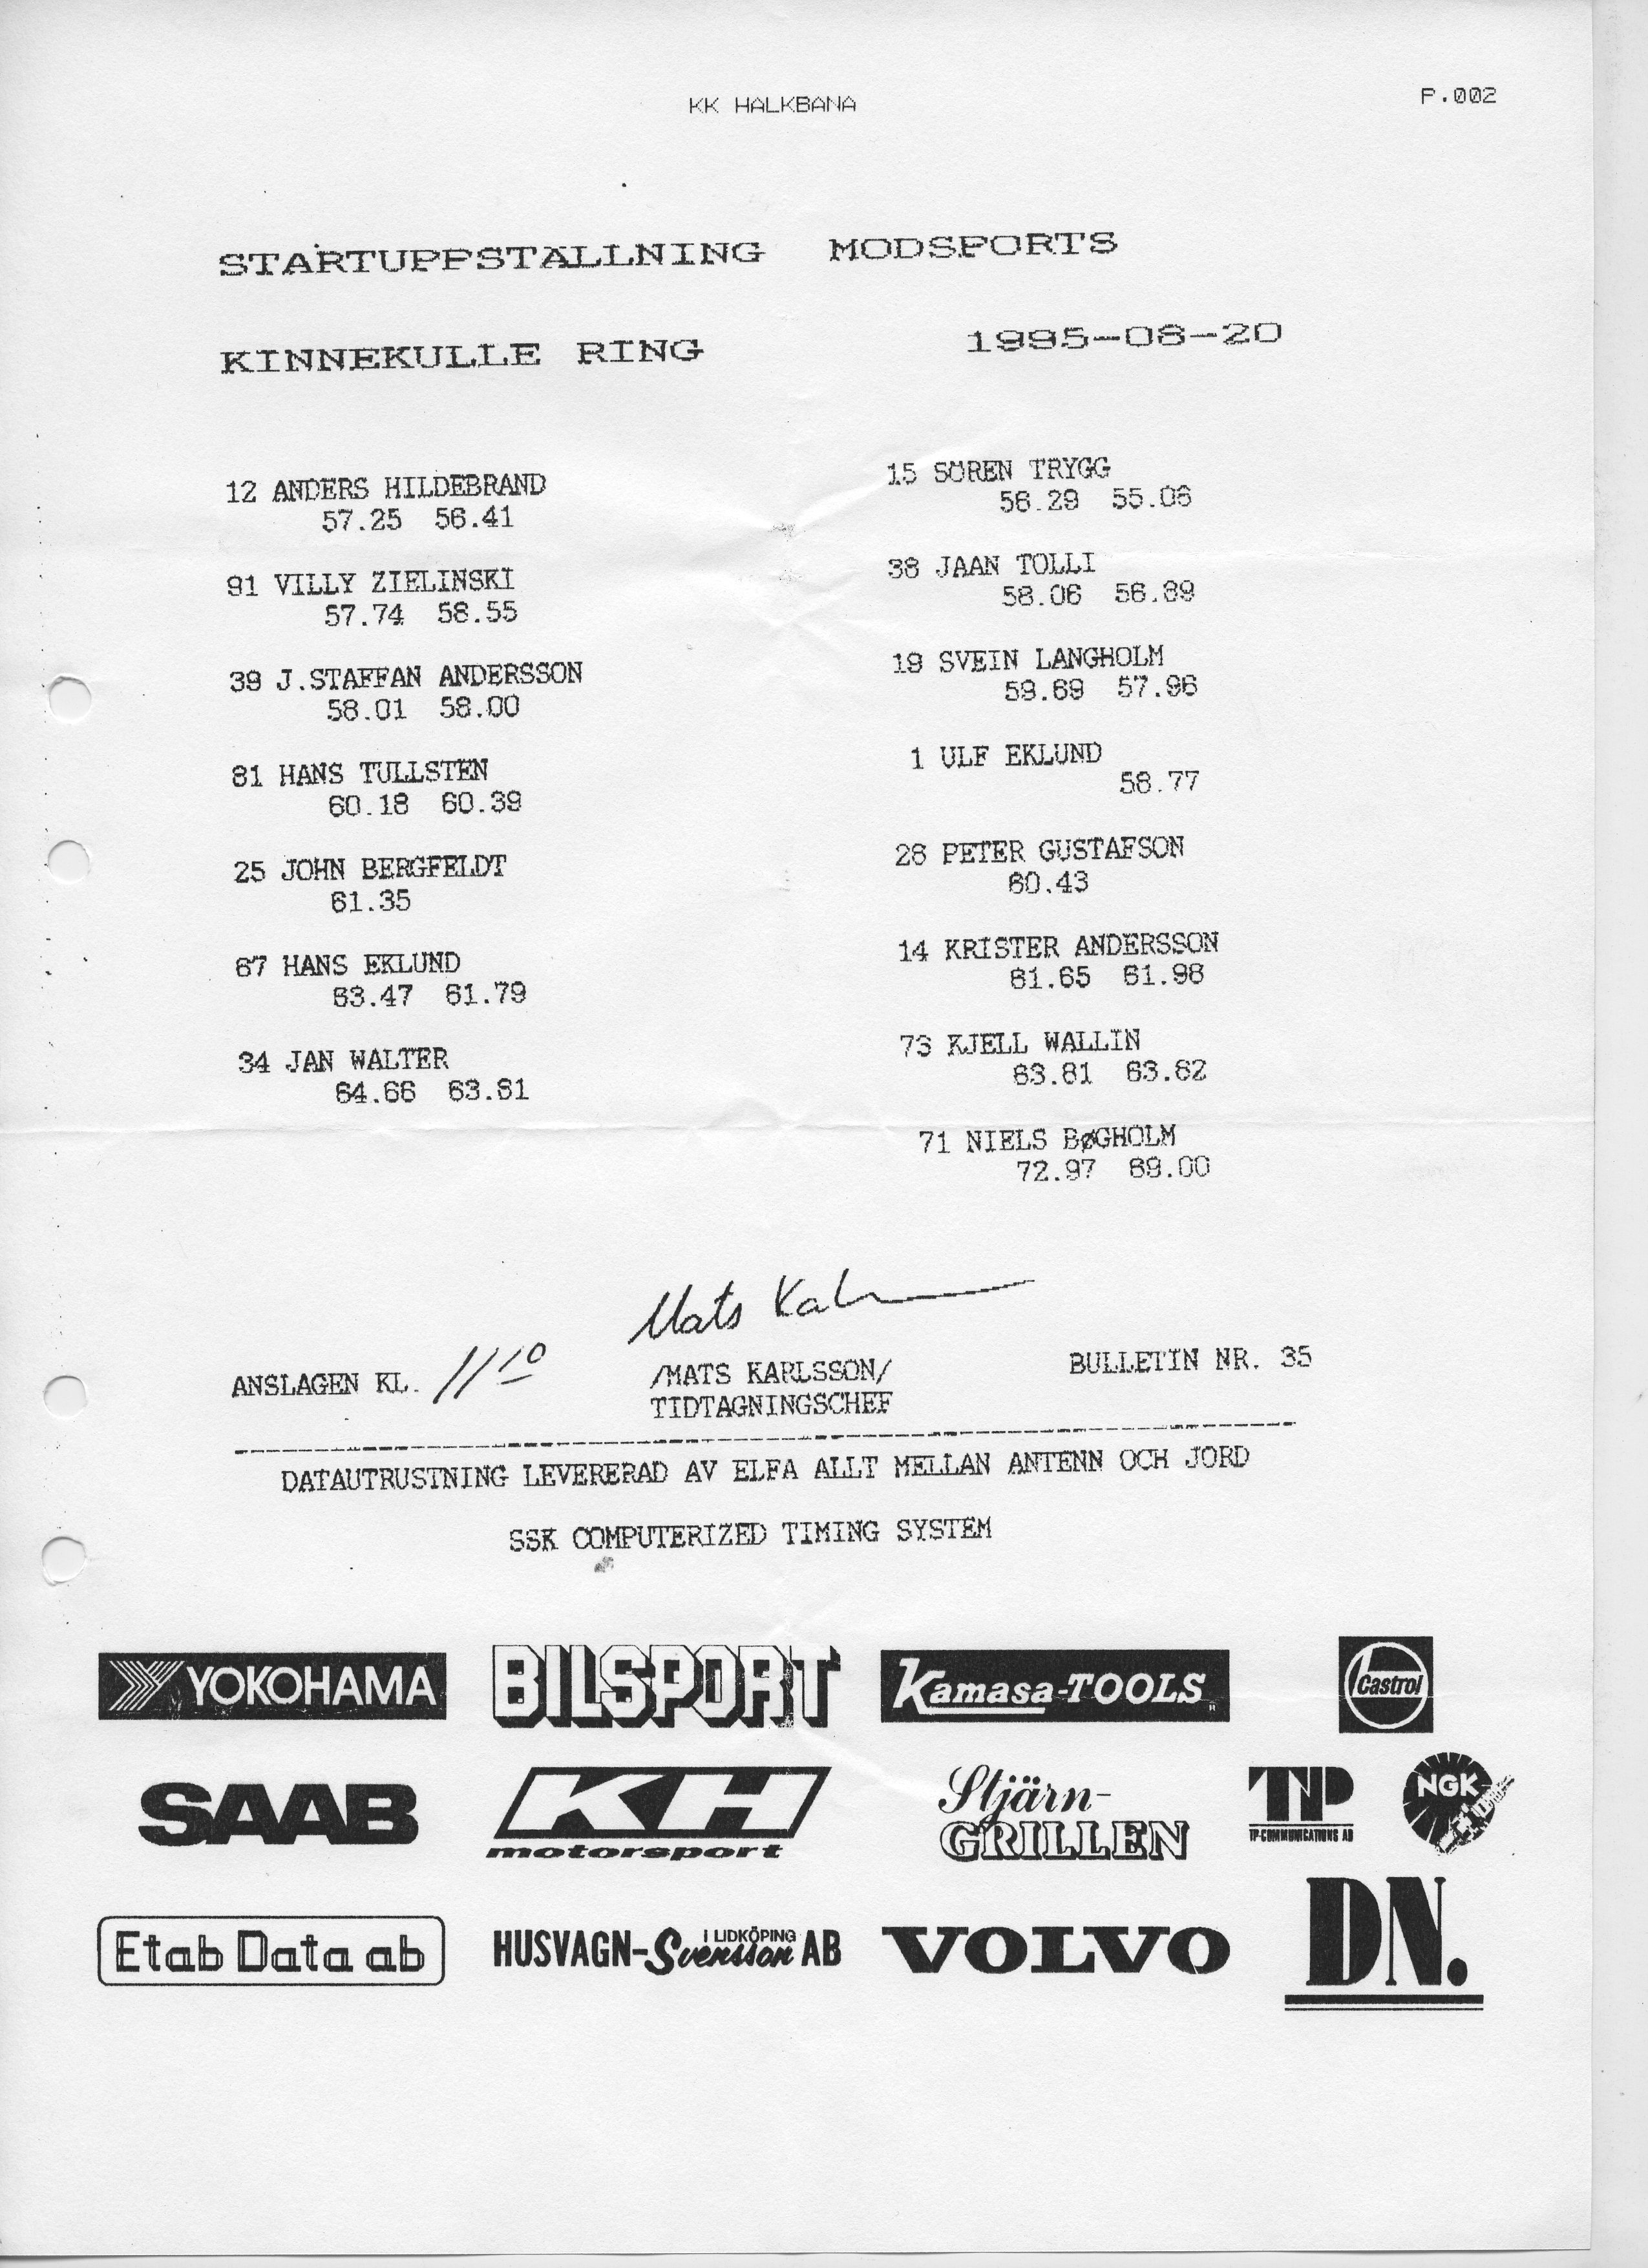 KK HALKBANA
P.002
STARTUPPSTÄLLNING MODSPORTS
KINNEKULLE RING 1995-08-20
12 ANDERS HILDEBRAND
57.25 56.41
91 VILLY ZIELINSKI
57.74 58.55
39 J.STAFFAN ANDERSSON
58.01 58.00
81 HANS TULLSTEN
60.18 60.39
25 JOHN BERGFELDT
61.35
67 HANS EKLUND
63.47 61.79
34 JAN WALTER
64.66 63.81
15 SÖREN TRYGG
56.29 55.06
38 JAAN TOLLI
58.06 56.89
19 SVEIN LANGHOLM
59.69 57.96
1 ULF EKLUND
58.77
28 PETER GUSTAFSON
60.43
14 KRISTER ANDERSSON
61.65 61.98
73 KJELL WALLIN
63.81 63.62
71 NIELS BØGHOLM
72.97 69.00
Mats Karlsson
ANSLAGEN KL. 11 10
/MATS KARLSSON/
TIDTAGNINGSCHEF
BULLETIN NR. 35
DATAUTRUSTNING LEVERERAD AV ELFA ALLT MELLAN ANTENN OCH JORD
SSK COMPUTERIZED TIMING SYSTEM
YOKOHAMA
BILSPORT
Kamasa-TOOLS
Castrol
SAAB
KH
motorsport
Stjärn-
GRILLEN
TP
TP-COMMUNICATIONS AB
NGK
Etab Data ab
HUSVAGN-Svensson I LIDKÖPING AB
VOLVO
DN.